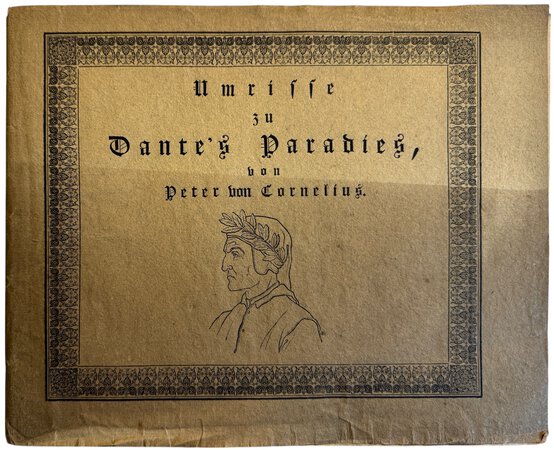 Umrisse
zu
Dante's Paradies,
von
Peter von Cornelius.